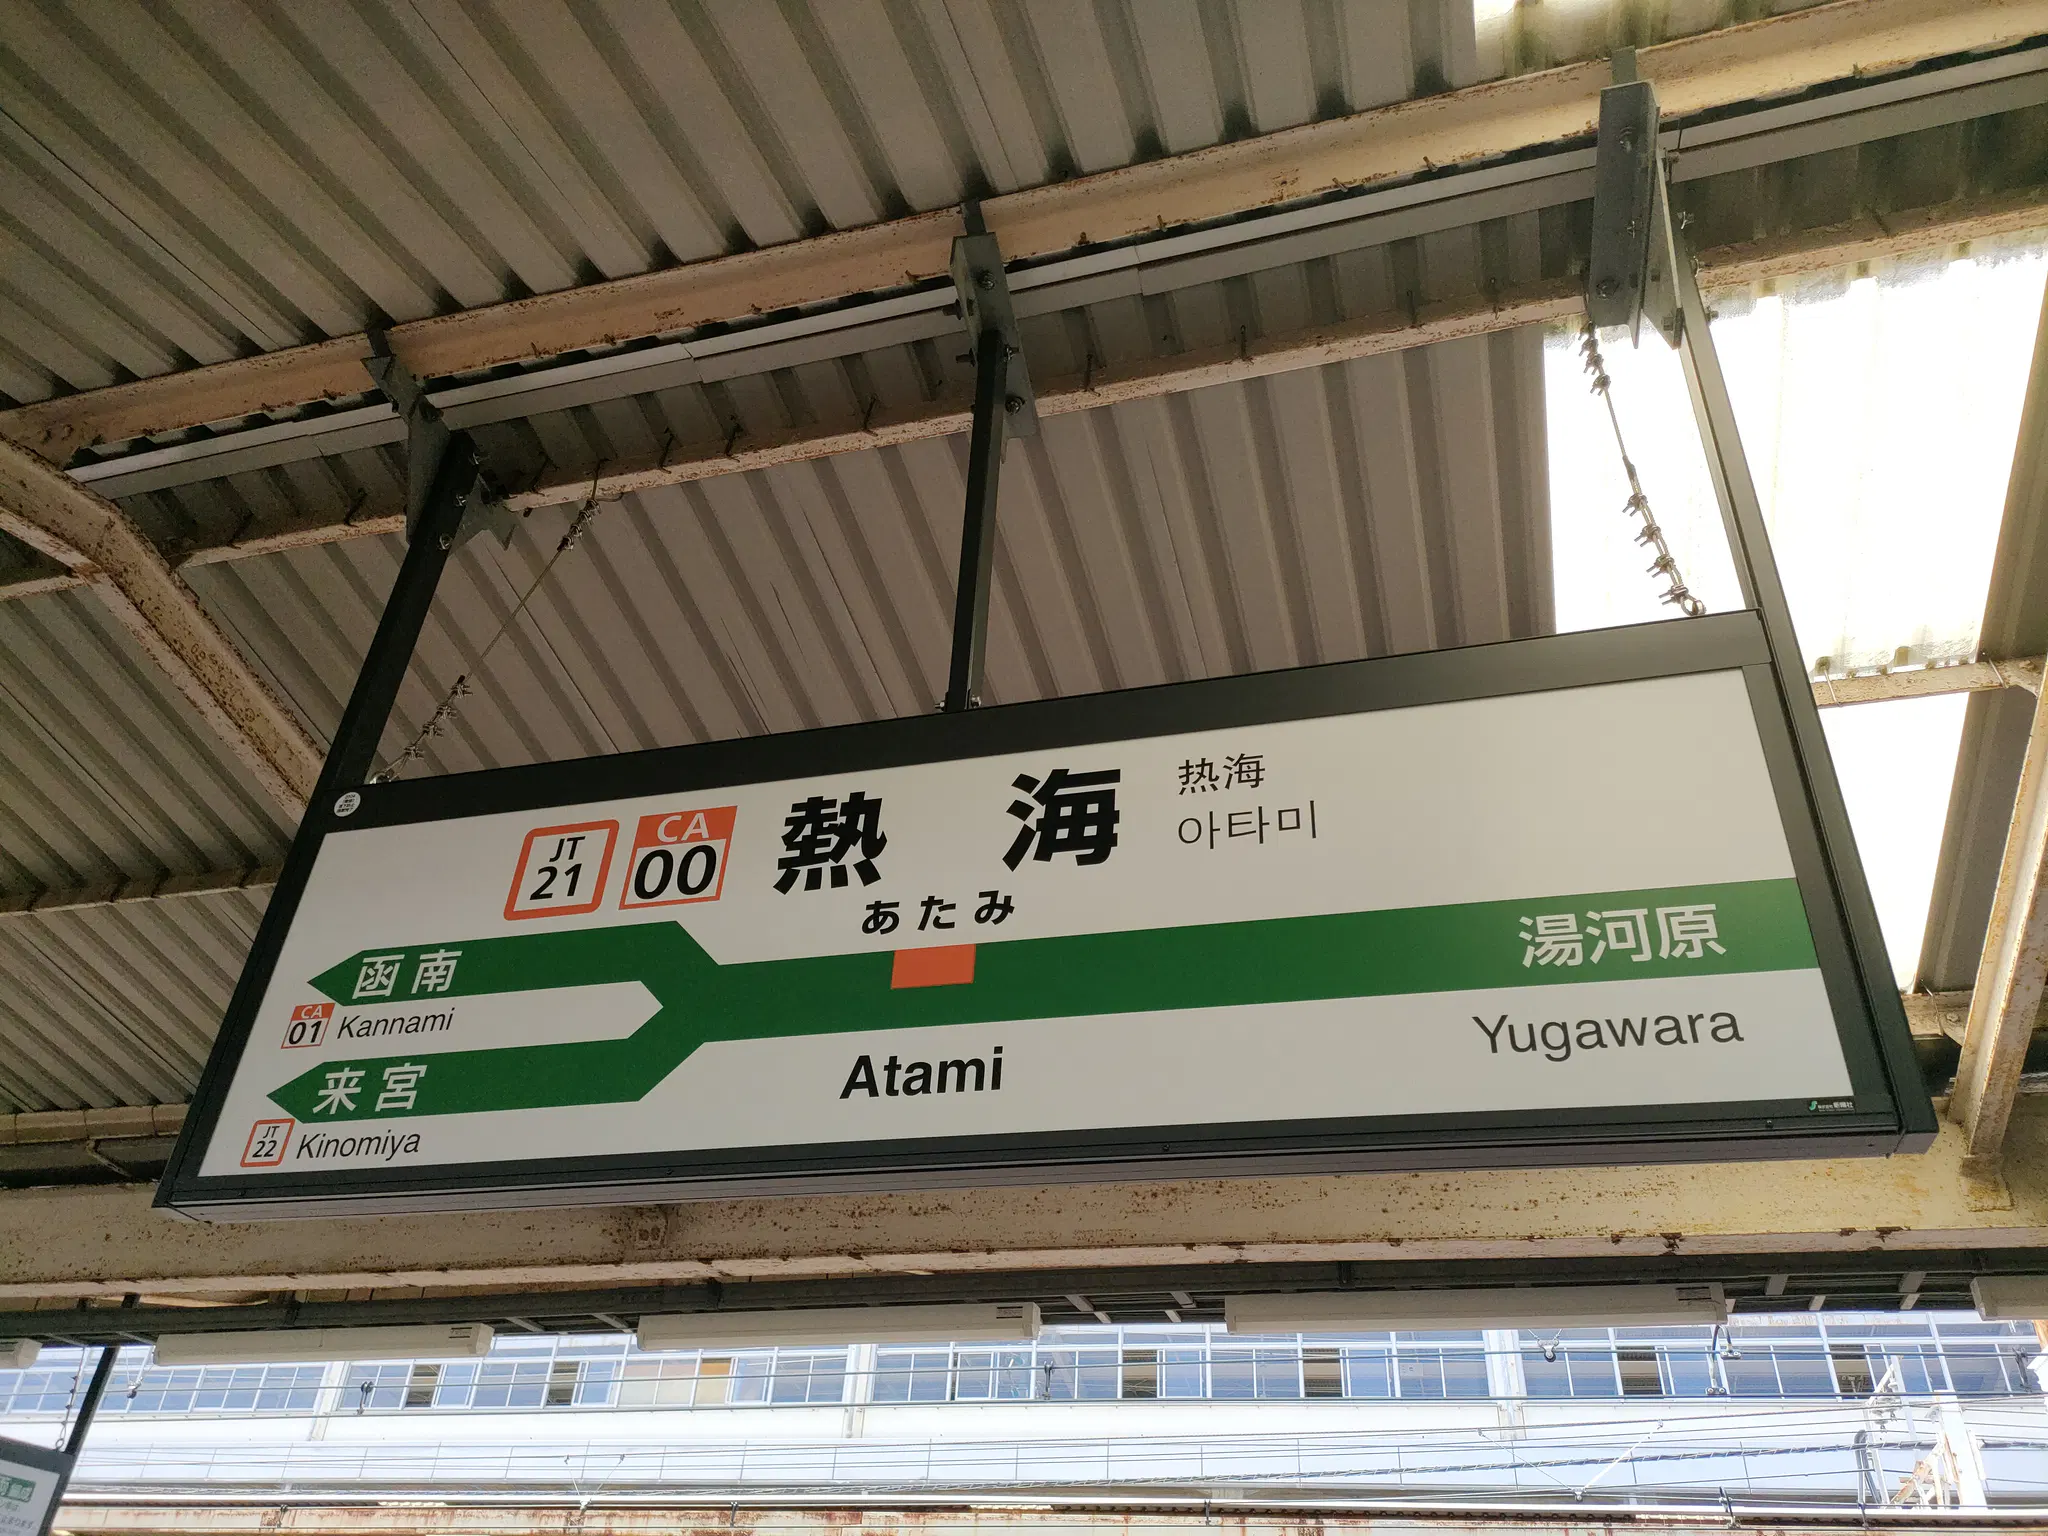 JT
21
CA
00
熱海
热海
아타미
あたみ
函南
湯河原
CA
01
Kannami
Yugawara
Atami
来宮
JT
22
Kinomiya